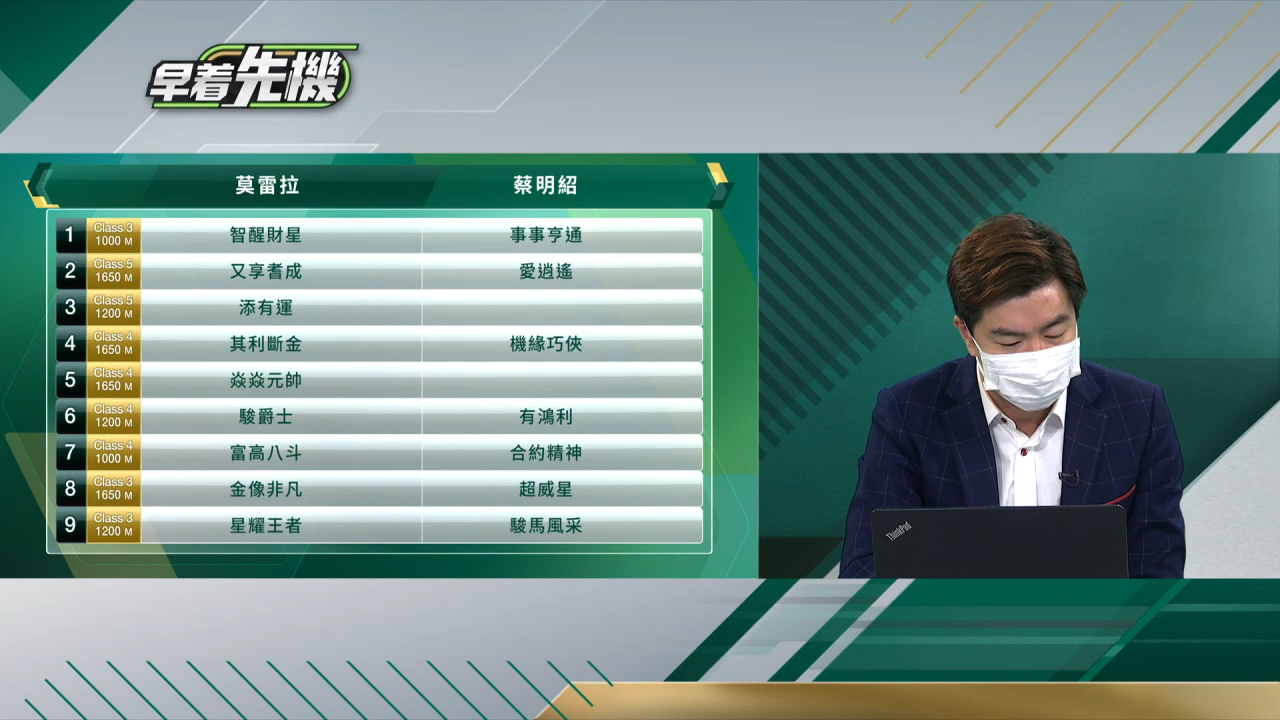 早着先機
莫雷拉 蔡明紹
1 Class 3 1000 M 智醒財星 事事亨通
2 Class 5 1650 M 又享耆成 愛逍遙
3 Class 5 1200 M 添有運
4 Class 4 1650 M 其利斷金 機緣巧俠
5 Class 4 1650 M 焱焱元帥
6 Class 4 1200 M 駿爵士 有鴻利
7 Class 4 1000 M 富高八斗 合約精神
8 Class 3 1650 M 金像非凡 超威星
9 Class 3 1200 M 星耀王者 駿馬風采
ThinkPad